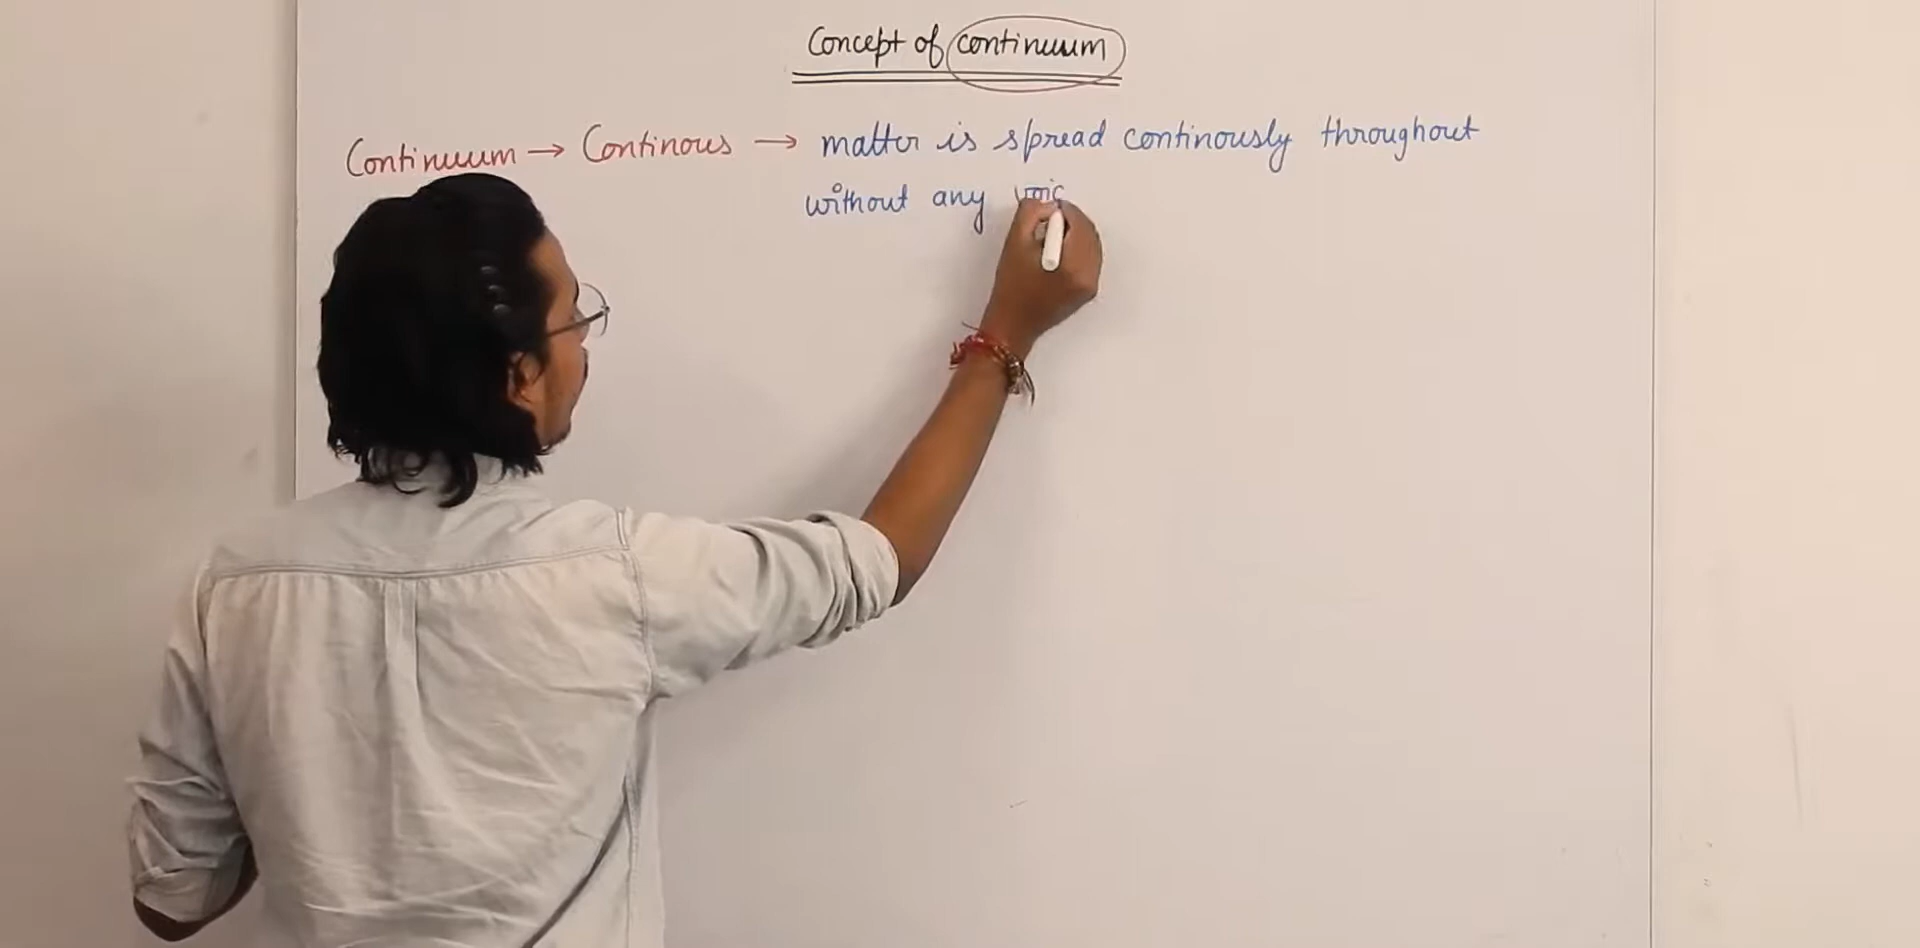 Concept of continuum
Continuum → Continous → matter is spread continously throughout
without any